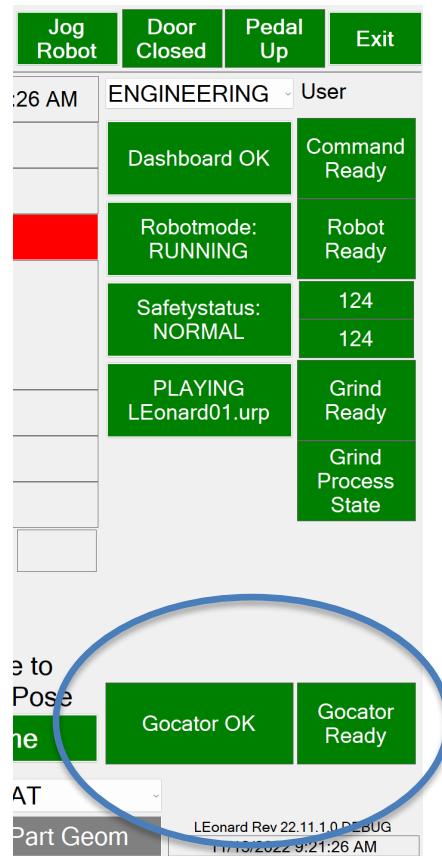 Jog
Robot
Door
Closed
Pedal
Up
Exit
:26 AM
ENGINEERING
User
Dashboard OK
Command
Ready
Robotmode:
RUNNING
Robot
Ready
Safetystatus:
NORMAL
124
124
PLAYING
LEonard01.urp
Grind
Ready
Grind
Process
State
e to
Pose
ne
Gocator OK
Gocator
Ready
AT
Part Geom
LEonard Rev 22.11.1.0 DEBUG
11/15/2022 9:21:26 AM